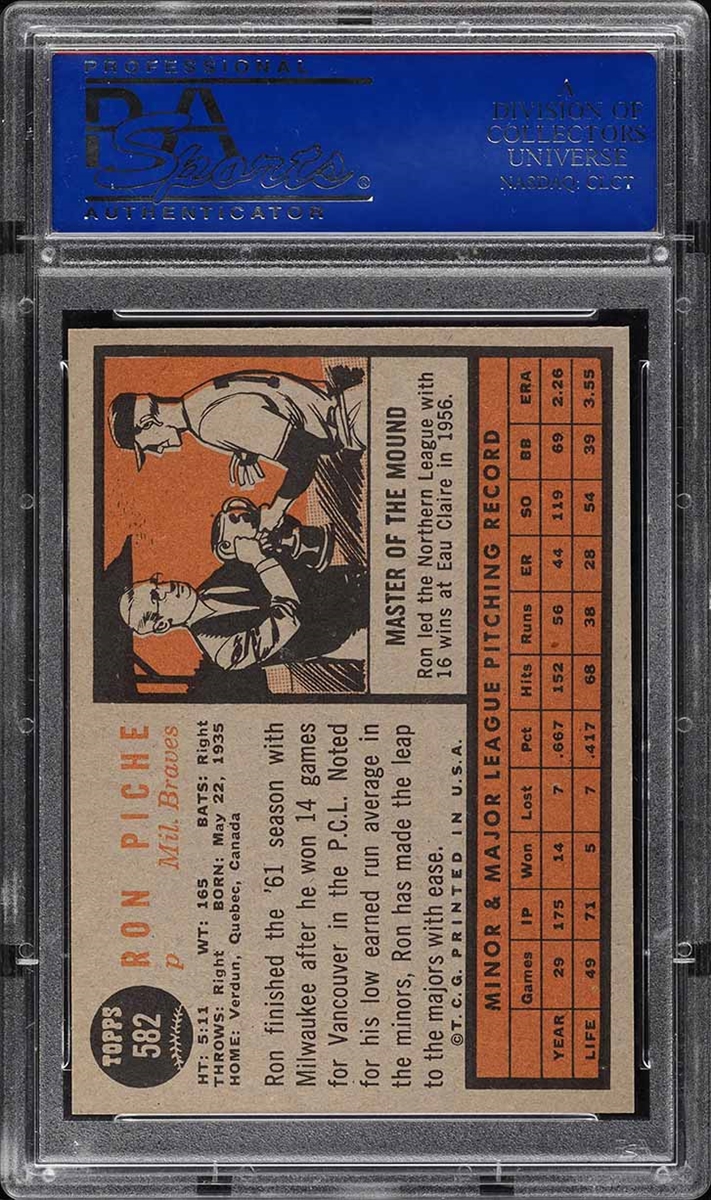 PROFESSIONAL
PSA
Sports®
AUTHENTICATOR
A
DIVISION OF
COLLECTORS
UNIVERSE
NASDAQ: CLCT
TOPPS
582
RON PICHE
p Mil. Braves
HT: 5:11 WT: 165 BATS: Right
THROWS: Right BORN: May 22, 1935
HOME: Verdun, Quebec, Canada
Ron finished the '61 season with
Milwaukee after he won 14 games
for Vancouver in the P.C.L. Noted
for his low earned run average in
the minors, Ron has made the leap
to the majors with ease.
©T.C.G. PRINTED IN U.S.A.
MASTER OF THE MOUND
Ron led the Northern League with
16 wins at Eau Claire in 1956.
MINOR & MAJOR LEAGUE PITCHING RECORD
Games IP Won Lost Pct Hits Runs ER SO BB ERA
YEAR 29 175 14 7 .667 152 56 44 119 69 2.26
LIFE 49 71 5 7 .417 68 38 28 54 39 3.55